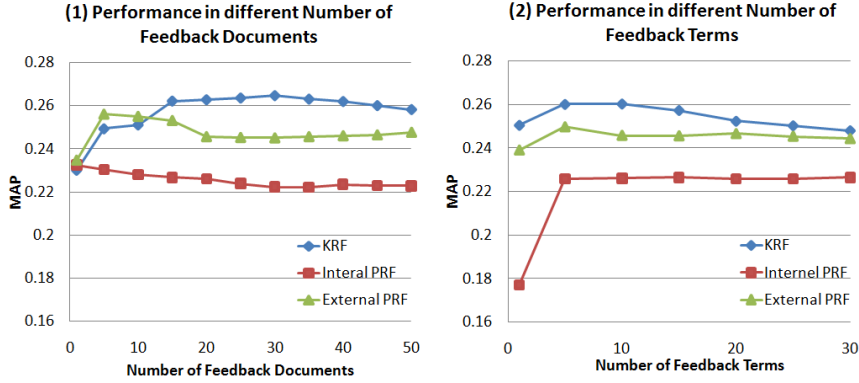 (1) Performance in different Number of
Feedback Documents
0.28
0.26
0.24
0.22
0.2
0.18
0.16
MAP
KRF
Interal PRF
External PRF
0 10 20 30 40 50
Number of Feedback Documents
(2) Performance in different Number of
Feedback Terms
0.28
0.26
0.24
0.22
0.2
0.18
0.16
MAP
KRF
Internel PRF
External PRF
0 10 20 30
Number of Feedback Terms